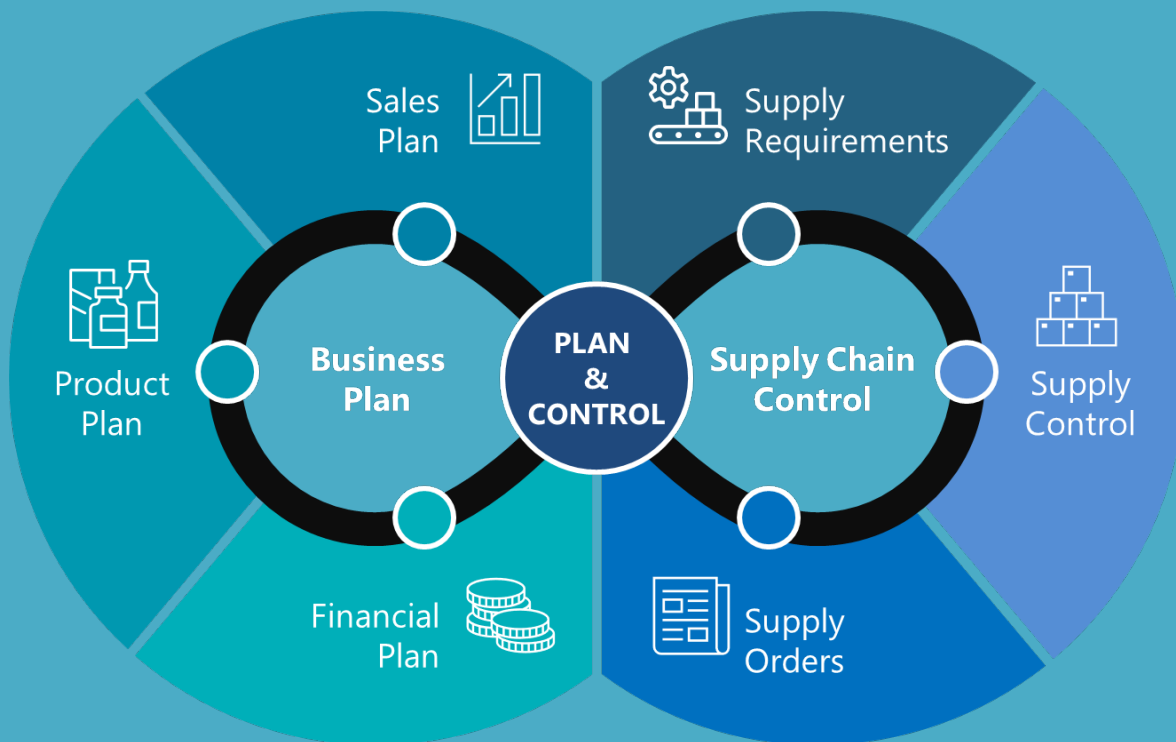 Sales
Plan
Supply
Requirements
Product
Plan
Business
Plan
PLAN
&
CONTROL
Supply Chain
Control
Supply
Control
Financial
Plan
Supply
Orders